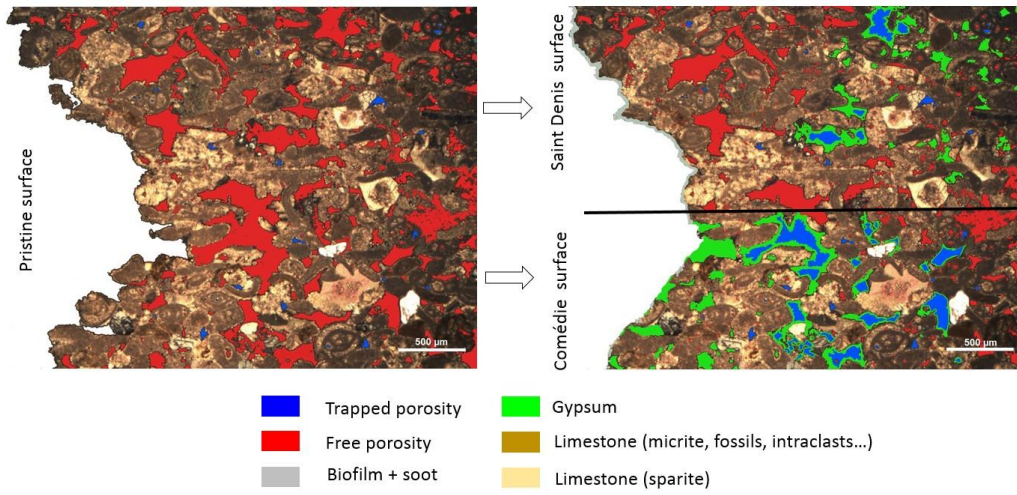 Pristine surface
500 µm
Saint Denis surface
Comédie surface
500 µm
Trapped porosity
Free porosity
Biofilm + soot
Gypsum
Limestone (micrite, fossils, intraclasts…)
Limestone (sparite)